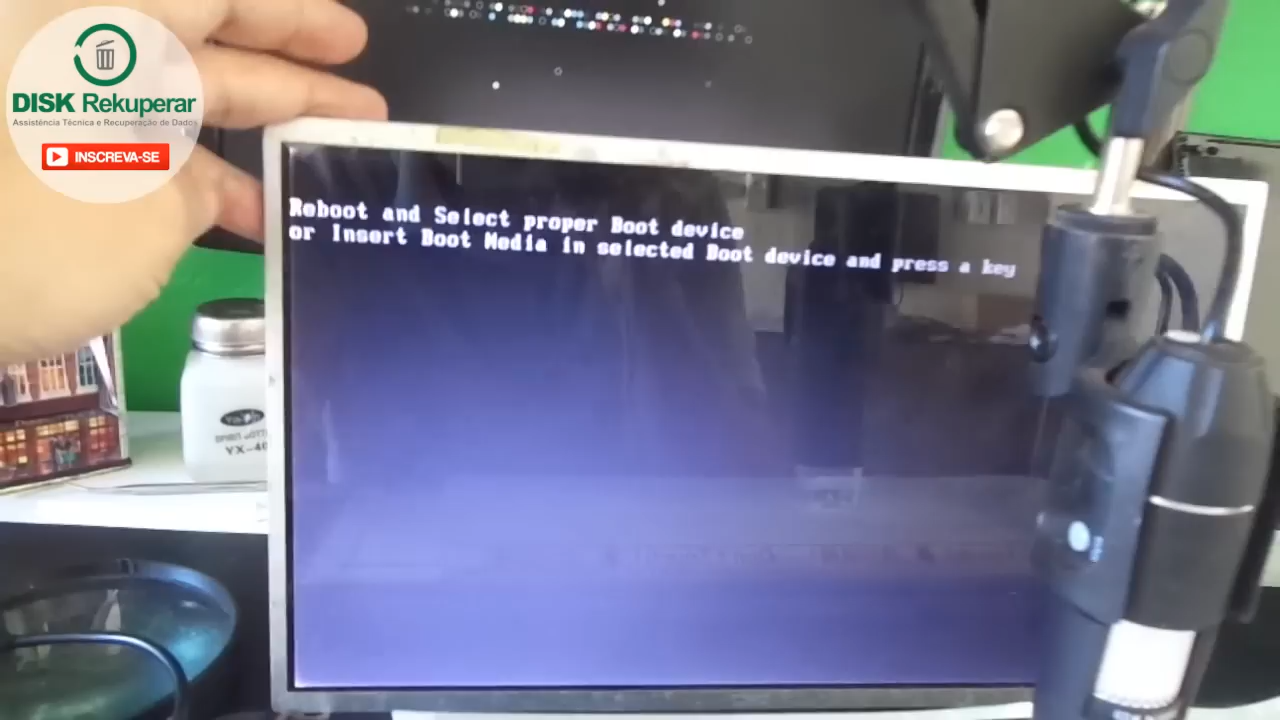 DISK Rekuperar
Assistência Técnica e Recuperação de Dados
INSCREVA-SE
Reboot and Select proper Boot device
or Insert Boot Media in selected Boot device and press a key
YX-40